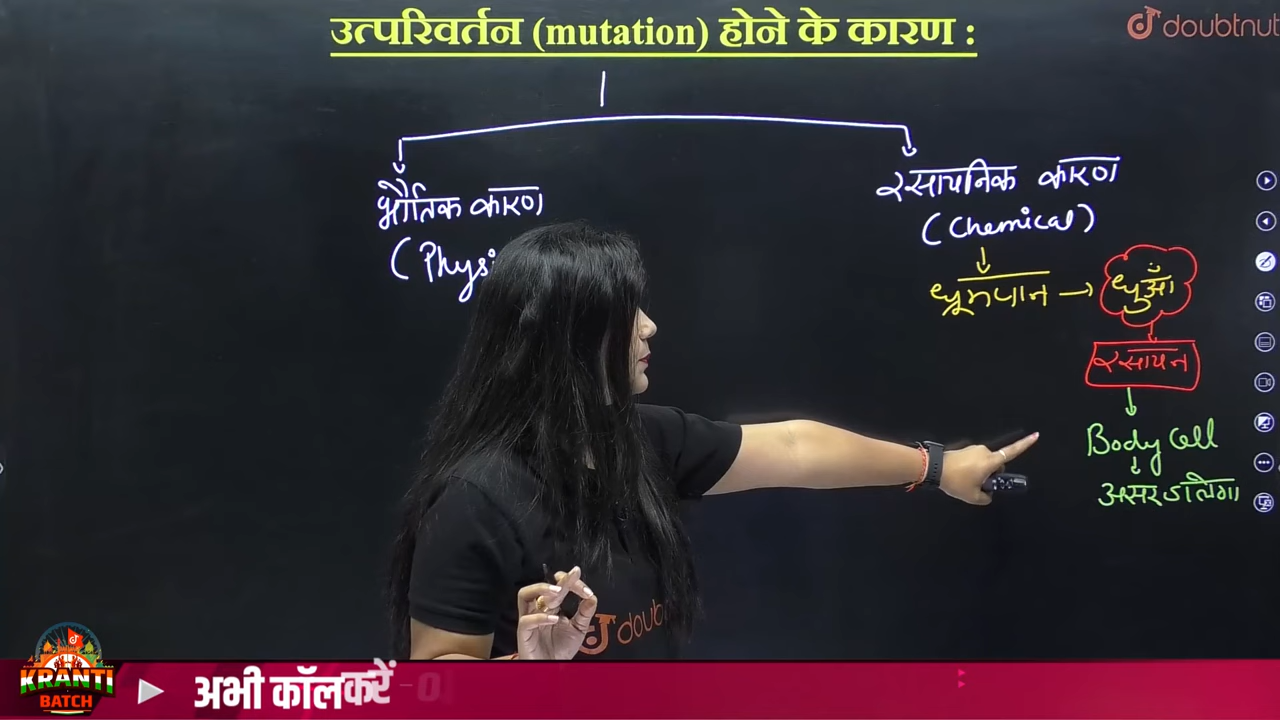 उत्परिवर्तन (mutation) होने के कारण :
doubtnut
भौतिक कारण
रसायनिक कारण
(Physi
(Chemical)
धूम्रपान → धुआँ
रसायन
Body Cell
असर डालेगा
doub
KRANTI
BATCH
अभी कॉल करें -